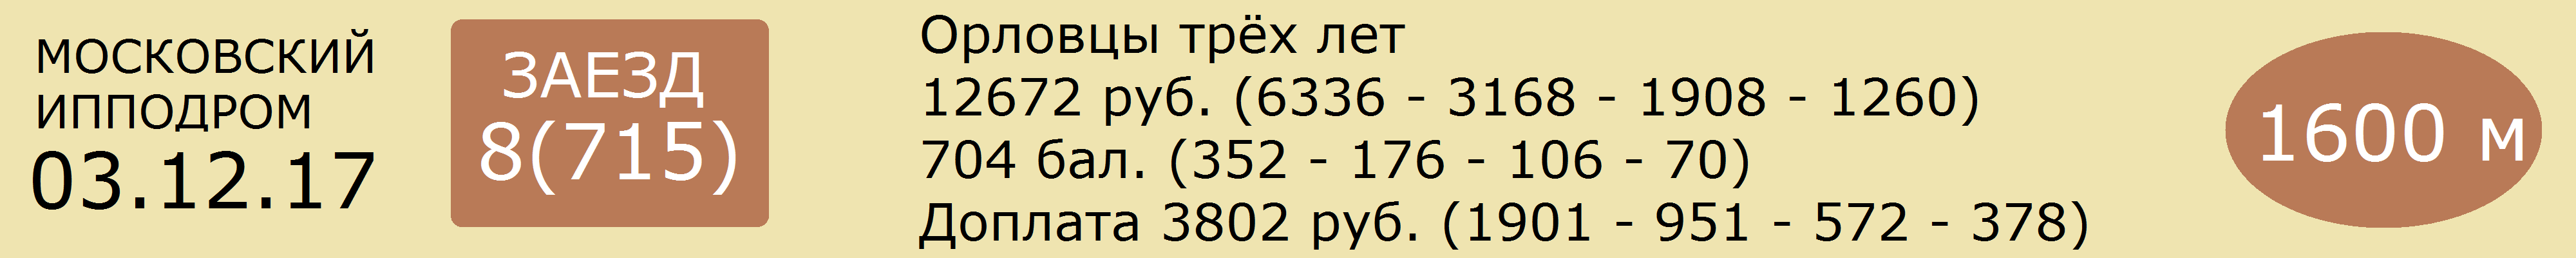 МОСКОВСКИЙ
ИППОДРОМ
03.12.17
ЗАЕЗД
8(715)
Орловцы трёх лет
12672 руб. (6336 - 3168 - 1908 - 1260)
704 бал. (352 - 176 - 106 - 70)
Доплата 3802 руб. (1901 - 951 - 572 - 378)
1600 м